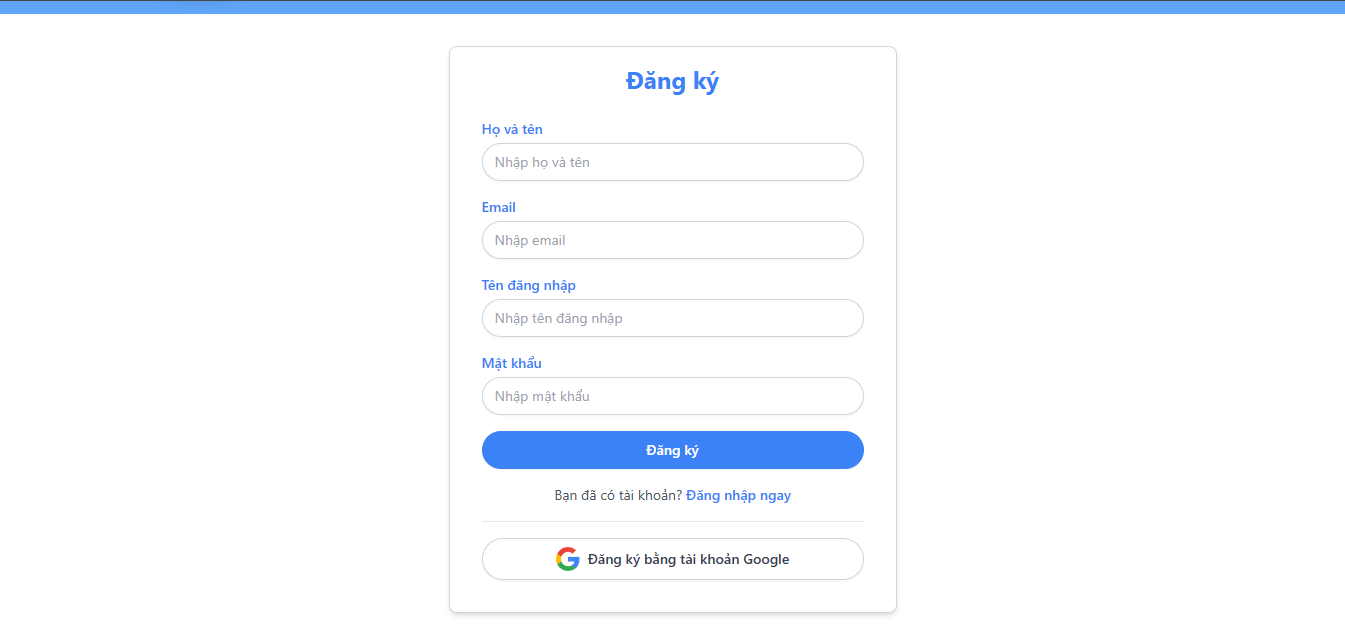 Đăng ký
Họ và tên
Nhập họ và tên
Email
Nhập email
Tên đăng nhập
Nhập tên đăng nhập
Mật khẩu
Nhập mật khẩu
Đăng ký
Bạn đã có tài khoản? Đăng nhập ngay
Đăng ký bằng tài khoản Google